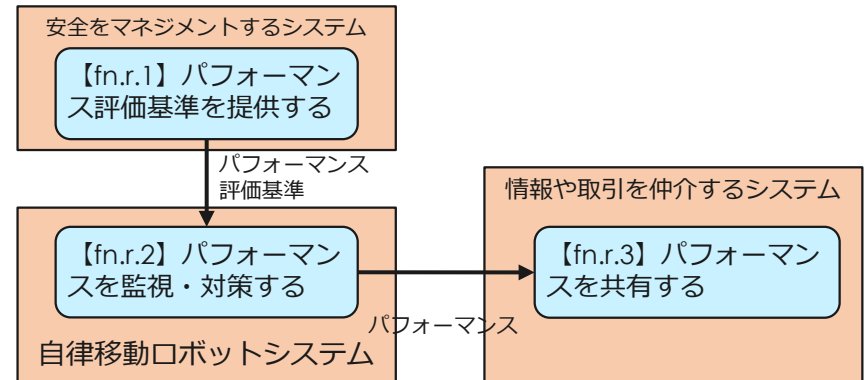 安全をマネジメントするシステム
【fn.r.1】パフォーマン
ス評価基準を提供する
パフォーマンス
評価基準
情報や取引を仲介するシステム
【fn.r.2】パフォーマン
スを監視・対策する
【fn.r.3】パフォーマン
スを共有する
パフォーマンス
自律移動ロボットシステム